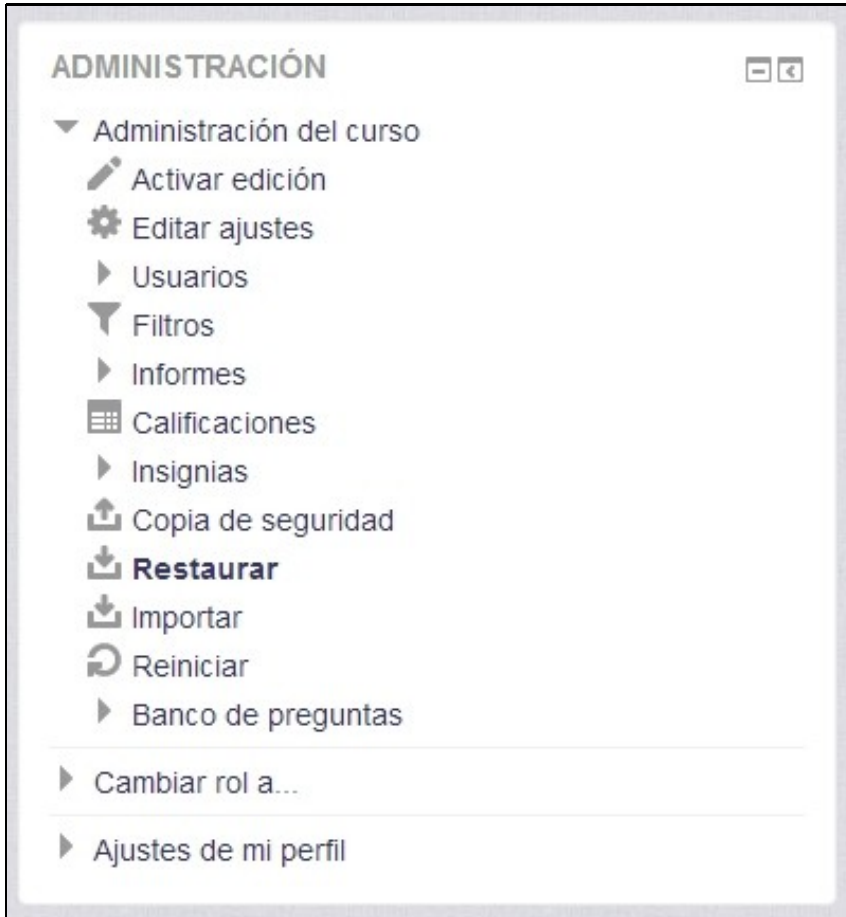 ADMINISTRACIÓN
Administración del curso
Activar edición
Editar ajustes
Usuarios
Filtros
Informes
Calificaciones
Insignias
Copia de seguridad
Restaurar
Importar
Reiniciar
Banco de preguntas
Cambiar rol a...
Ajustes de mi perfil